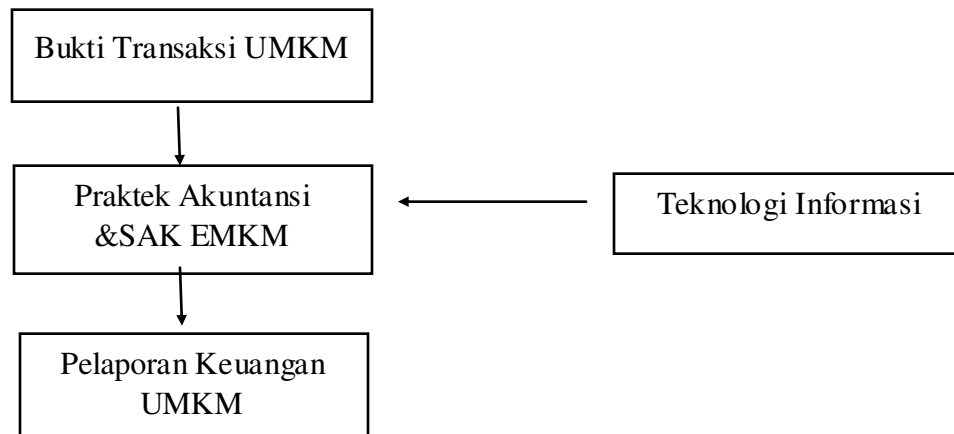 Bukti Transaksi UMKM
Praktek Akuntansi
&SAK EMKM
Teknologi Informasi
Pelaporan Keuangan
UMKM